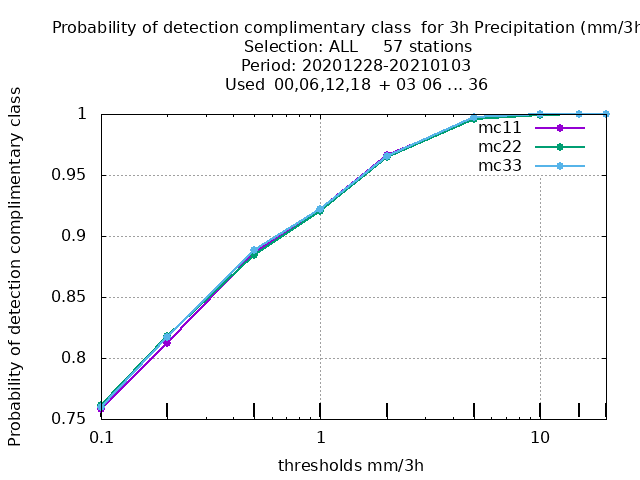 Probability of detection complimentary class for 3h Precipitation (mm/3h
Selection: ALL 57 stations
Period: 20201228-20210103
Used 00,06,12,18 + 03 06 ... 36
Probability of detection complimentary class
1
0.95
0.9
0.85
0.8
0.75
mc11
mc22
mc33
0.1
1
10
thresholds mm/3h